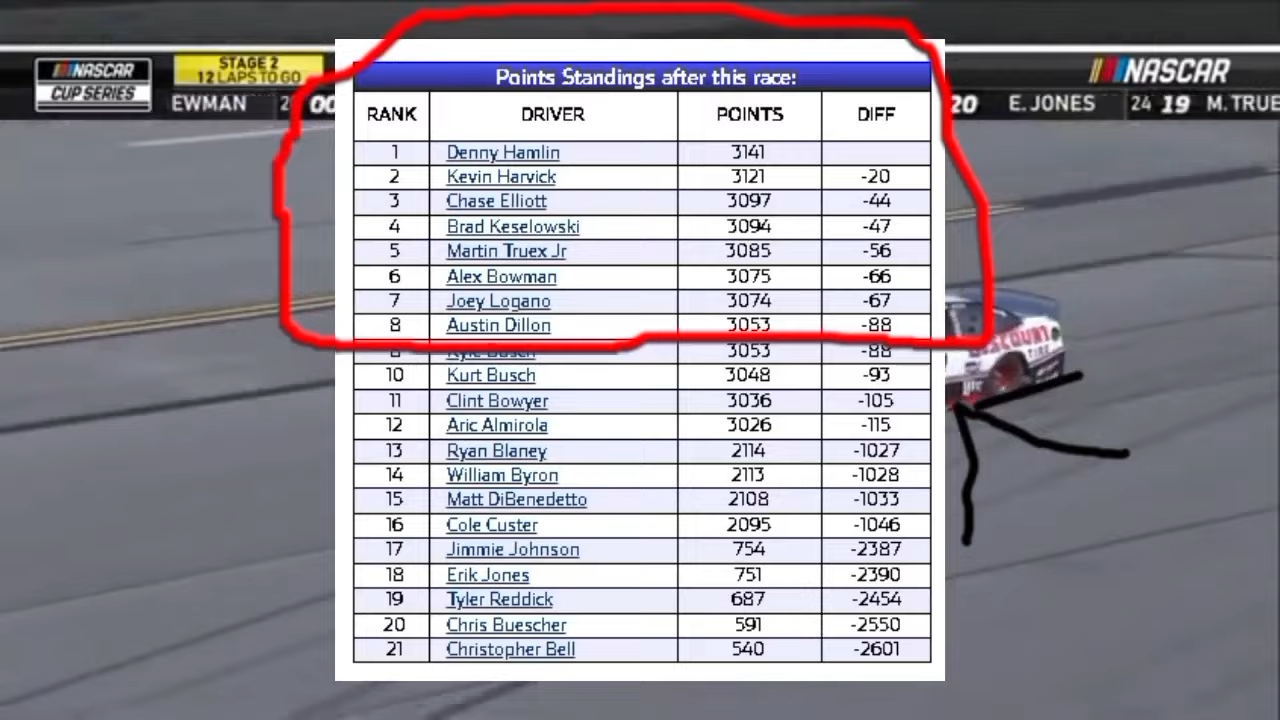 NASCAR
CUP SERIES
STAGE 2
12 LAPS TO GO
EWMAN 2 00
20 E. JONES 24 19 M. TRUE
NASCAR
Points Standings after this race:
RANK DRIVER POINTS DIFF
1 Denny Hamlin 3141
2 Kevin Harvick 3121 -20
3 Chase Elliott 3097 -44
4 Brad Keselowski 3094 -47
5 Martin Truex Jr 3085 -56
6 Alex Bowman 3075 -66
7 Joey Logano 3074 -67
8 Austin Dillon 3053 -88
8 Kyle Busch 3053 -88
10 Kurt Busch 3048 -93
11 Clint Bowyer 3036 -105
12 Aric Almirola 3026 -115
13 Ryan Blaney 2114 -1027
14 William Byron 2113 -1028
15 Matt DiBenedetto 2108 -1033
16 Cole Custer 2095 -1046
17 Jimmie Johnson 754 -2387
18 Erik Jones 751 -2390
19 Tyler Reddick 687 -2454
20 Chris Buescher 591 -2550
21 Christopher Bell 540 -2601
DISCOUNT